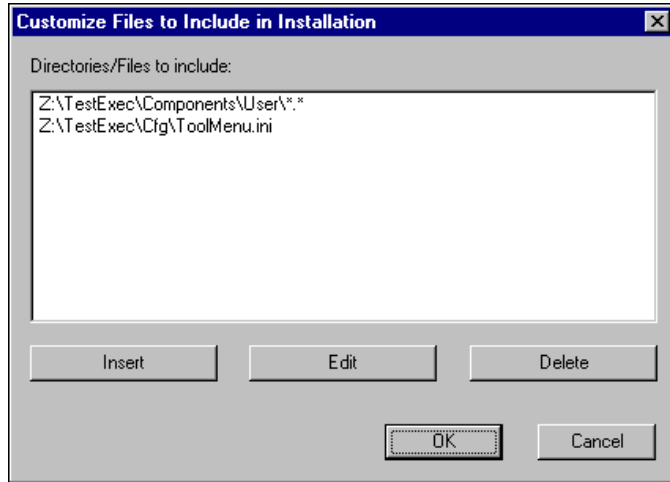 Customize Files to Include in Installation
Directories/Files to include:
Z:\TestExec\Components\User\*.*
Z:\TestExec\Cfg\ToolMenu.ini
Insert Edit Delete
OK Cancel